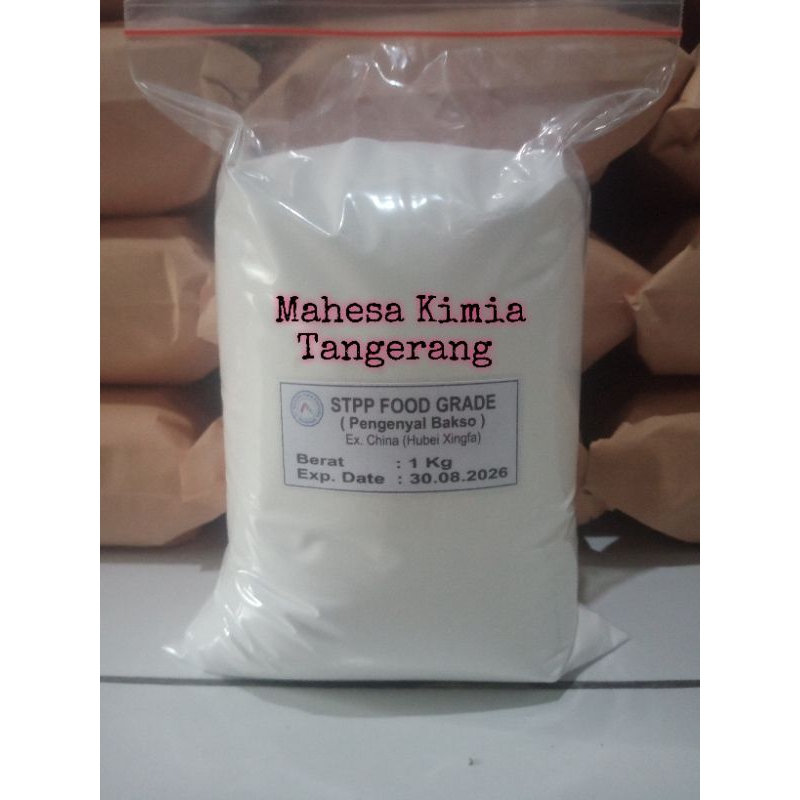 Mahesa Kimia
Tangerang
STPP FOOD GRADE
( Pengenyal Bakso )
Ex. China (Hubei Xingfa)
Berat : 1 Kg
Exp. Date : 30.08.2026